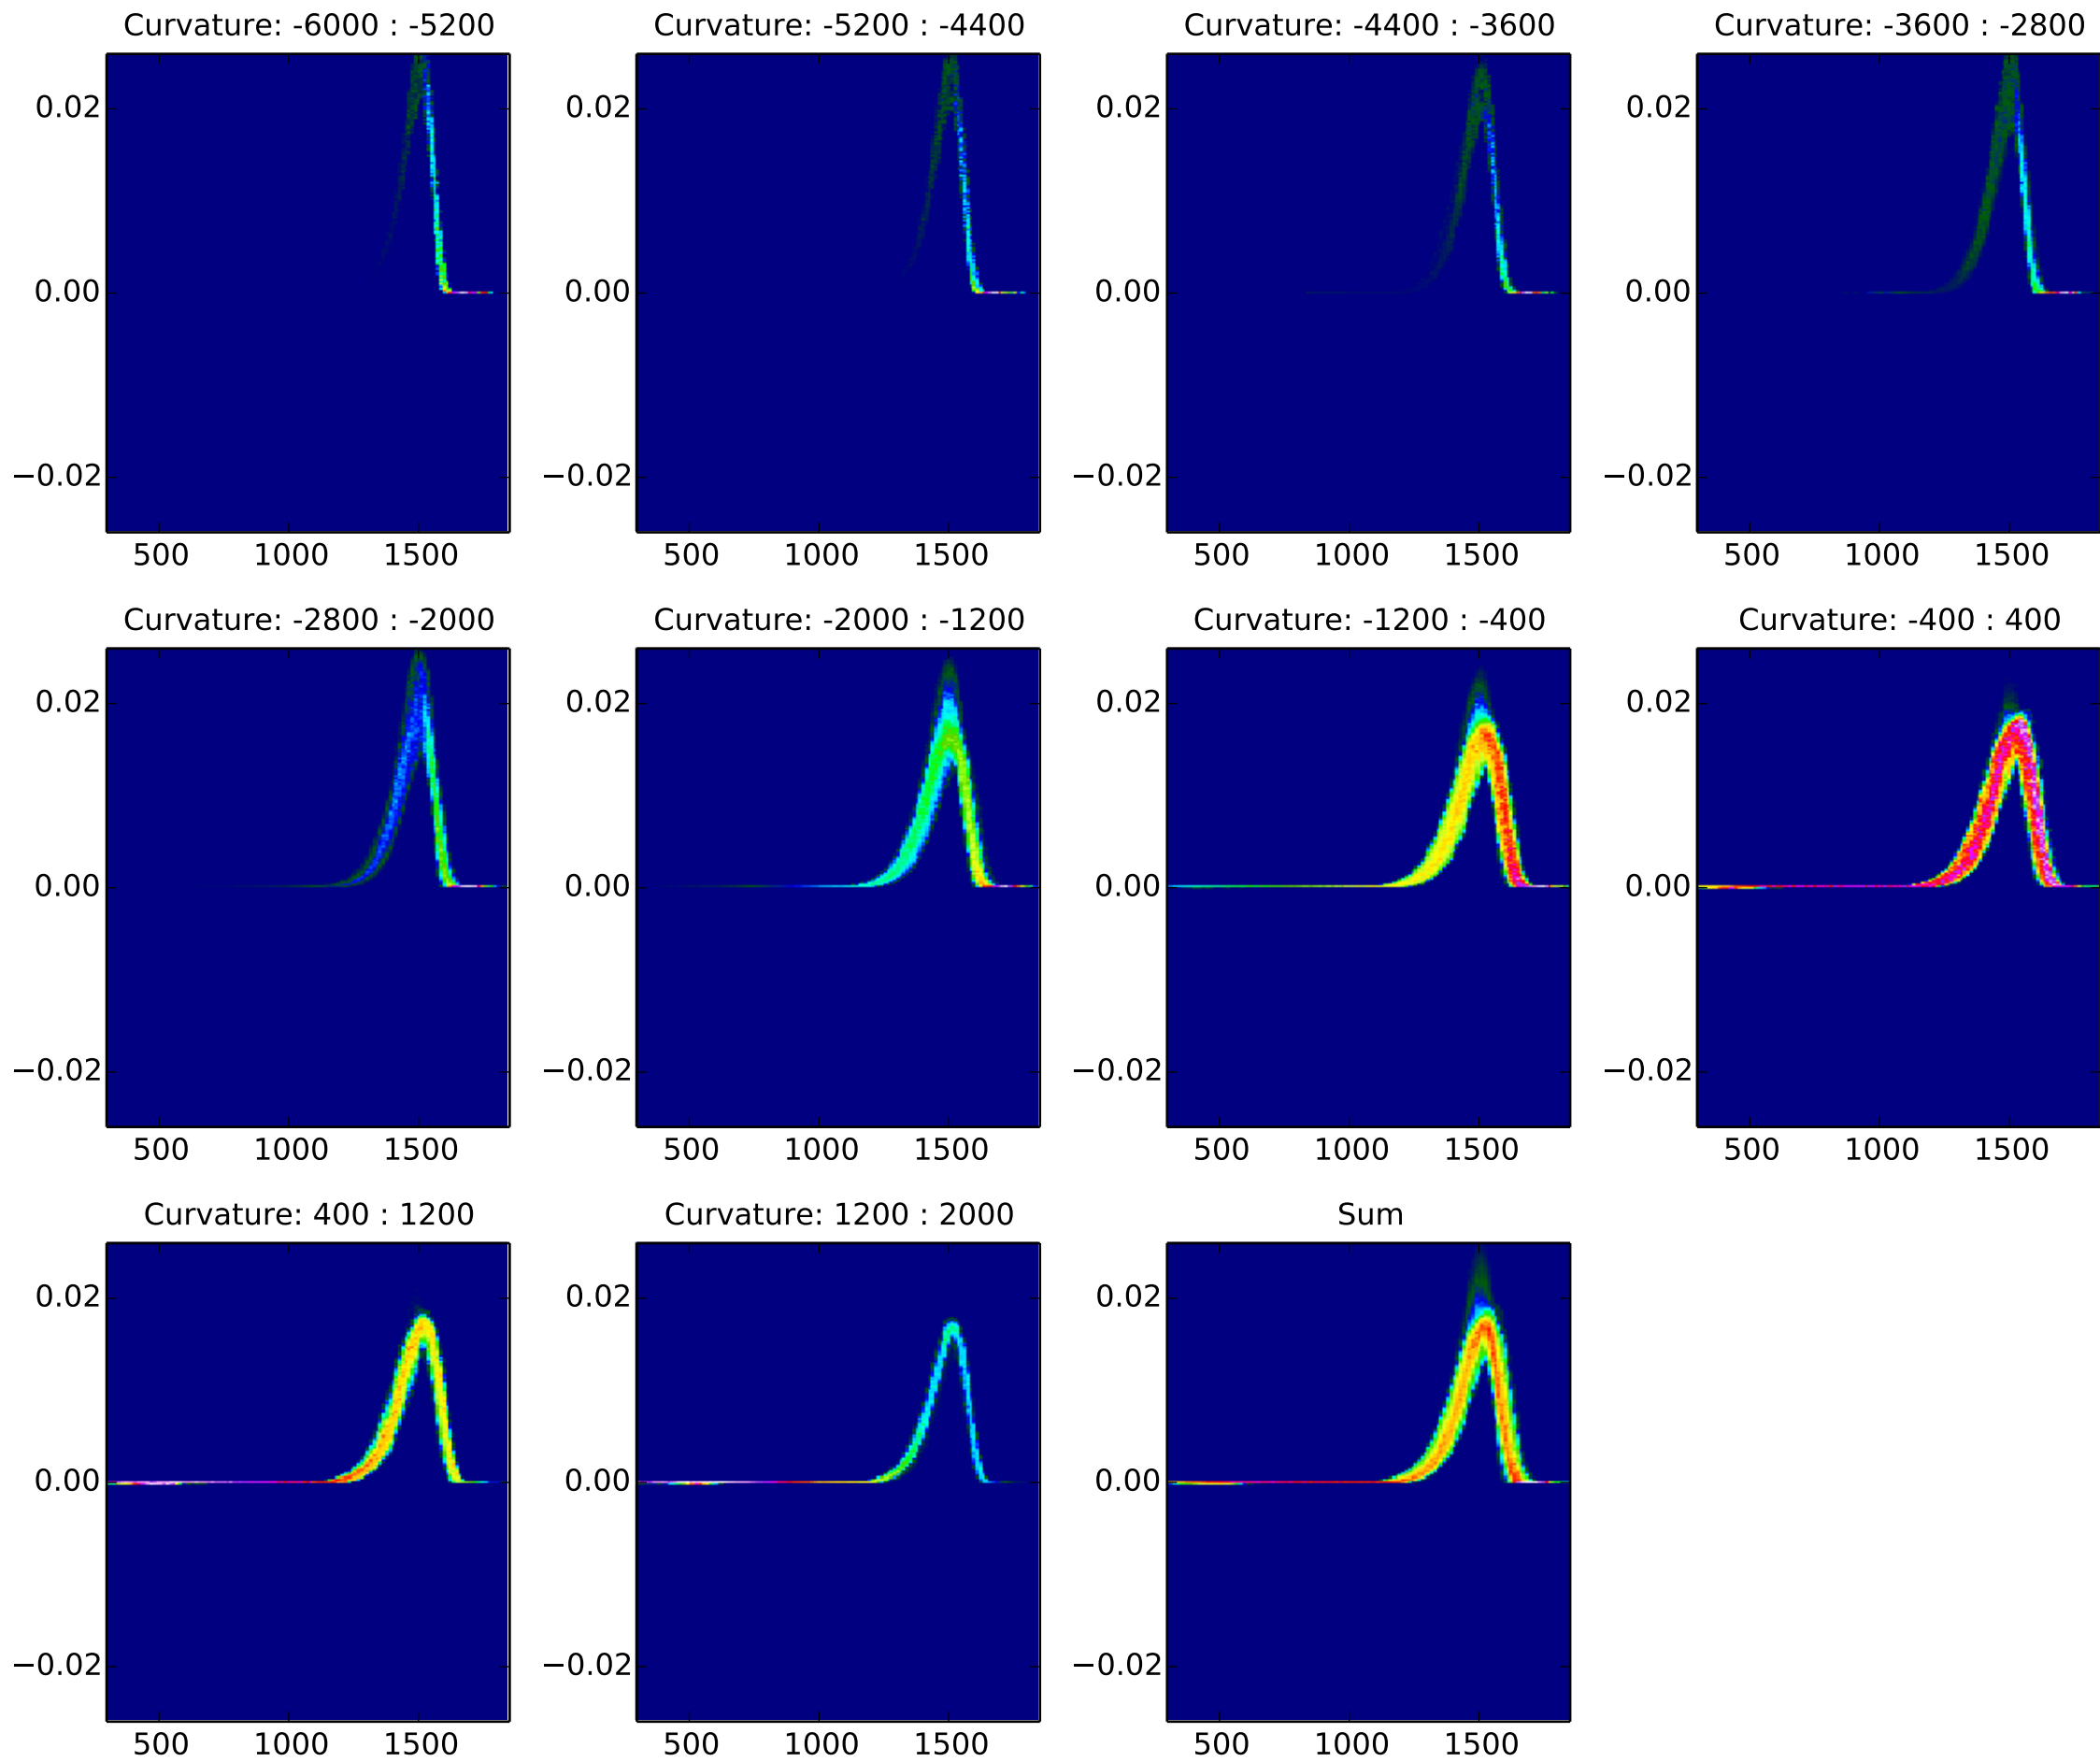 Curvature: -6000 : -5200 Curvature: -5200 : -4400 Curvature: -4400 : -3600 Curvature: -3600 : -2800
0.02 0.02 0.02 0.02
0.00 0.00 0.00 0.00
−0.02 −0.02 −0.02 −0.02
500 1000 1500 500 1000 1500 500 1000 1500 500 1000 1500
Curvature: -2800 : -2000 Curvature: -2000 : -1200 Curvature: -1200 : -400 Curvature: -400 : 400
0.02 0.02 0.02 0.02
0.00 0.00 0.00 0.00
−0.02 −0.02 −0.02 −0.02
500 1000 1500 500 1000 1500 500 1000 1500 500 1000 1500
Curvature: 400 : 1200 Curvature: 1200 : 2000 Sum
0.02 0.02 0.02
0.00 0.00 0.00
−0.02 −0.02 −0.02
500 1000 1500 500 1000 1500 500 1000 1500